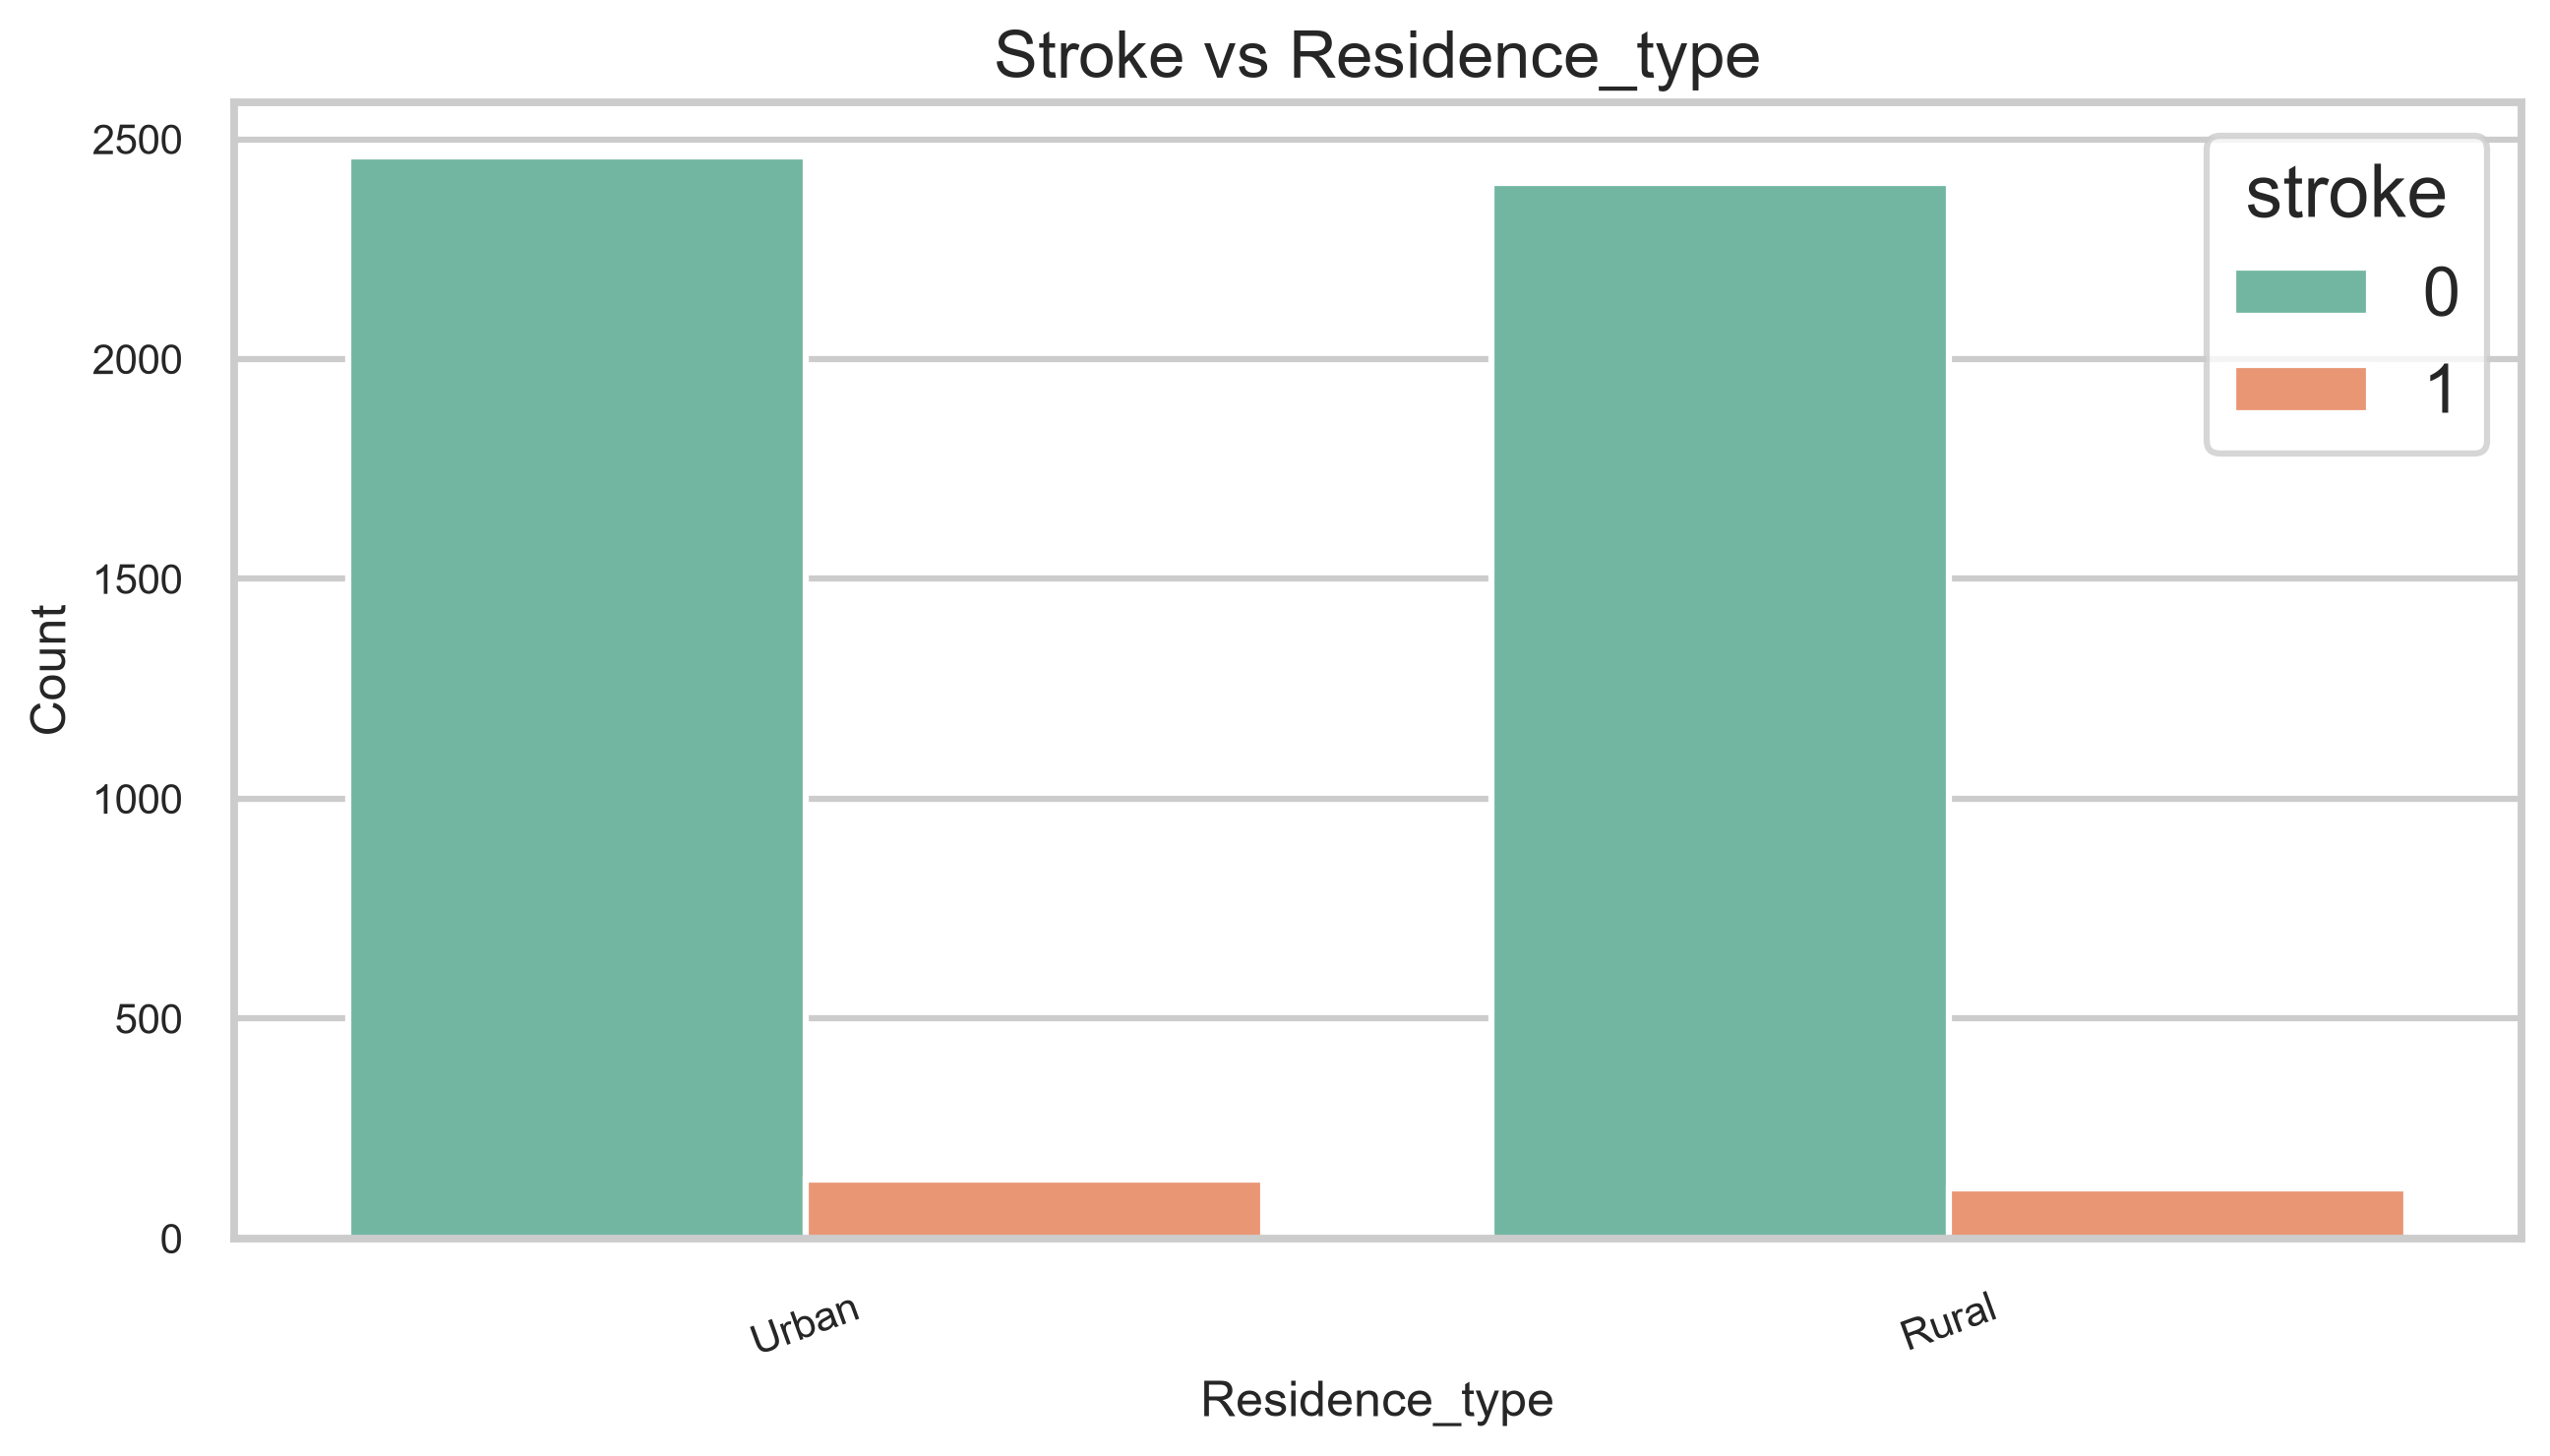 Stroke vs Residence_type
2500
2000
1500
1000
500
0
Count
stroke
0
1
Urban
Rural
Residence_type